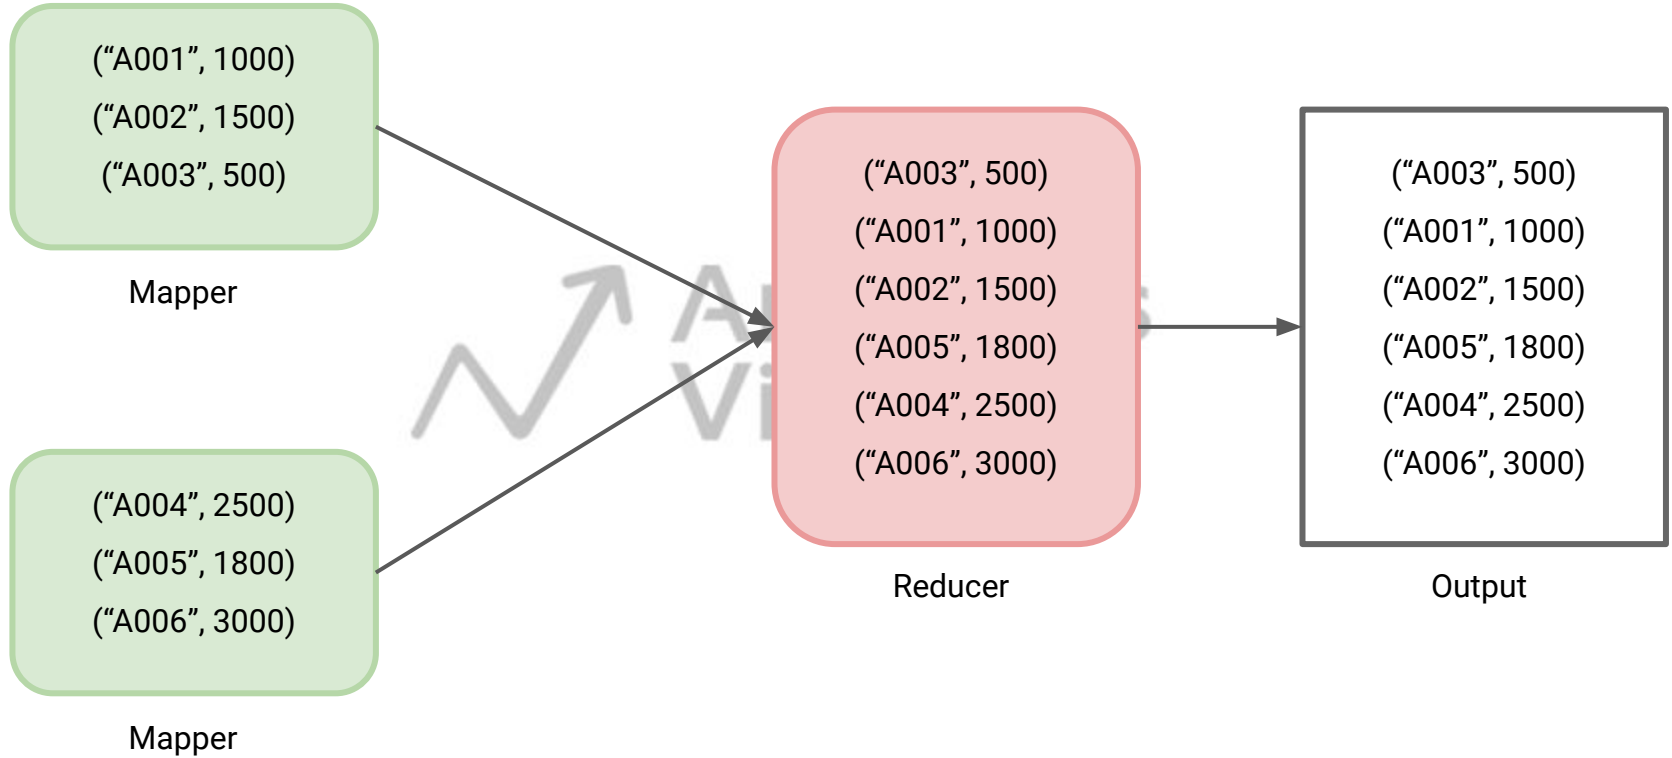 (“A001”, 1000)
(“A002”, 1500)
(“A003”, 500)
Mapper
(“A004”, 2500)
(“A005”, 1800)
(“A006”, 3000)
Mapper
(“A003”, 500)
(“A001”, 1000)
(“A002”, 1500)
(“A005”, 1800)
(“A004”, 2500)
(“A006”, 3000)
Reducer
(“A003”, 500)
(“A001”, 1000)
(“A002”, 1500)
(“A005”, 1800)
(“A004”, 2500)
(“A006”, 3000)
Output